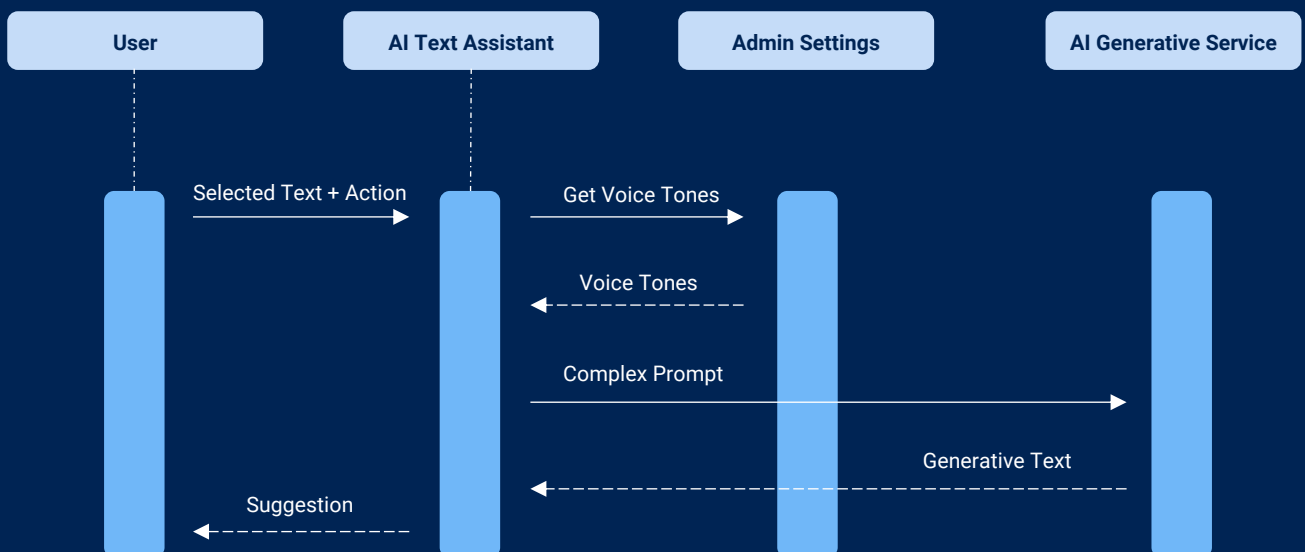 User
AI Text Assistant
Admin Settings
AI Generative Service
Selected Text + Action
Get Voice Tones
Voice Tones
Complex Prompt
Generative Text
Suggestion